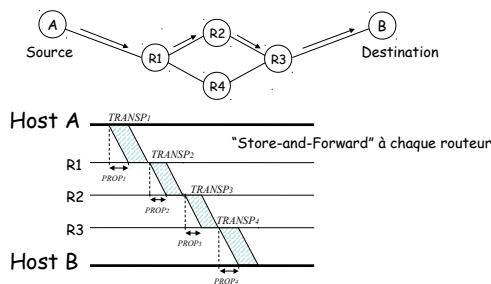 A
B
R2
Source
R1
R3
Destination
R4
Host A
TRANSP1
"Store-and-Forward" à chaque routeur
R1
TRANSP2
PROP1
R2
TRANSP3
PROP2
R3
TRANSP4
PROP3
Host B
PROP4